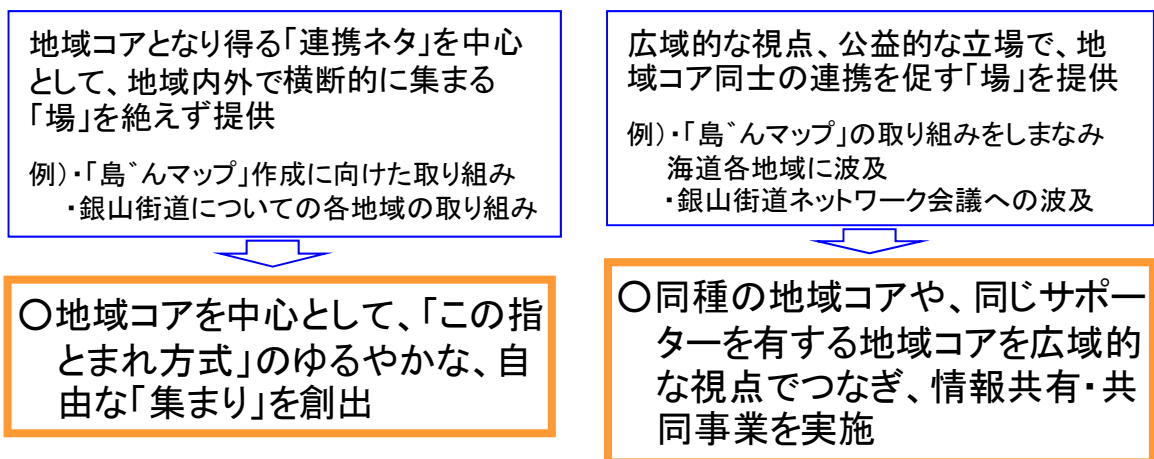 地域コアとなり得る「連携ネタ」を中心
として、地域内外で横断的に集まる
「場」を絶えず提供
例）・「島゛んマップ」作成に向けた取り組み
・銀山街道についての各地域の取り組み
〇地域コアを中心として、「この指
とまれ方式」のゆるやかな、自
由な「集まり」を創出
広域的な視点、公益的な立場で、地
域コア同士の連携を促す「場」を提供
例）・「島゛んマップ」の取り組みをしまなみ
海道各地域に波及
・銀山街道ネットワーク会議への波及
〇同種の地域コアや、同じサポー
ターを有する地域コアを広域的
な視点でつなぎ、情報共有・共
同事業を実施